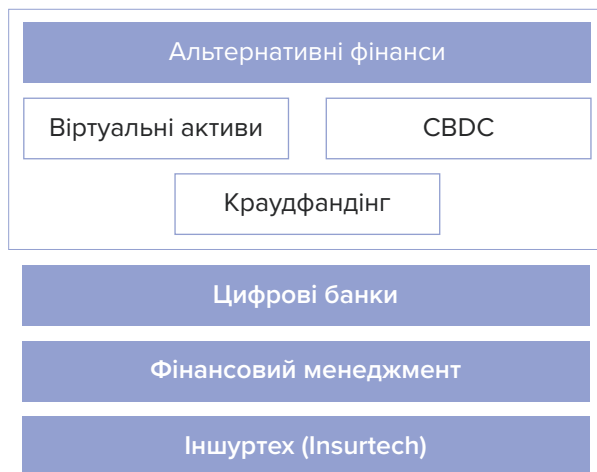 Альтернативні фінанси
Віртуальні активи
CBDC
Краудфандінг
Цифрові банки
Фінансовий менеджмент
Іншуртех (Insurtech)